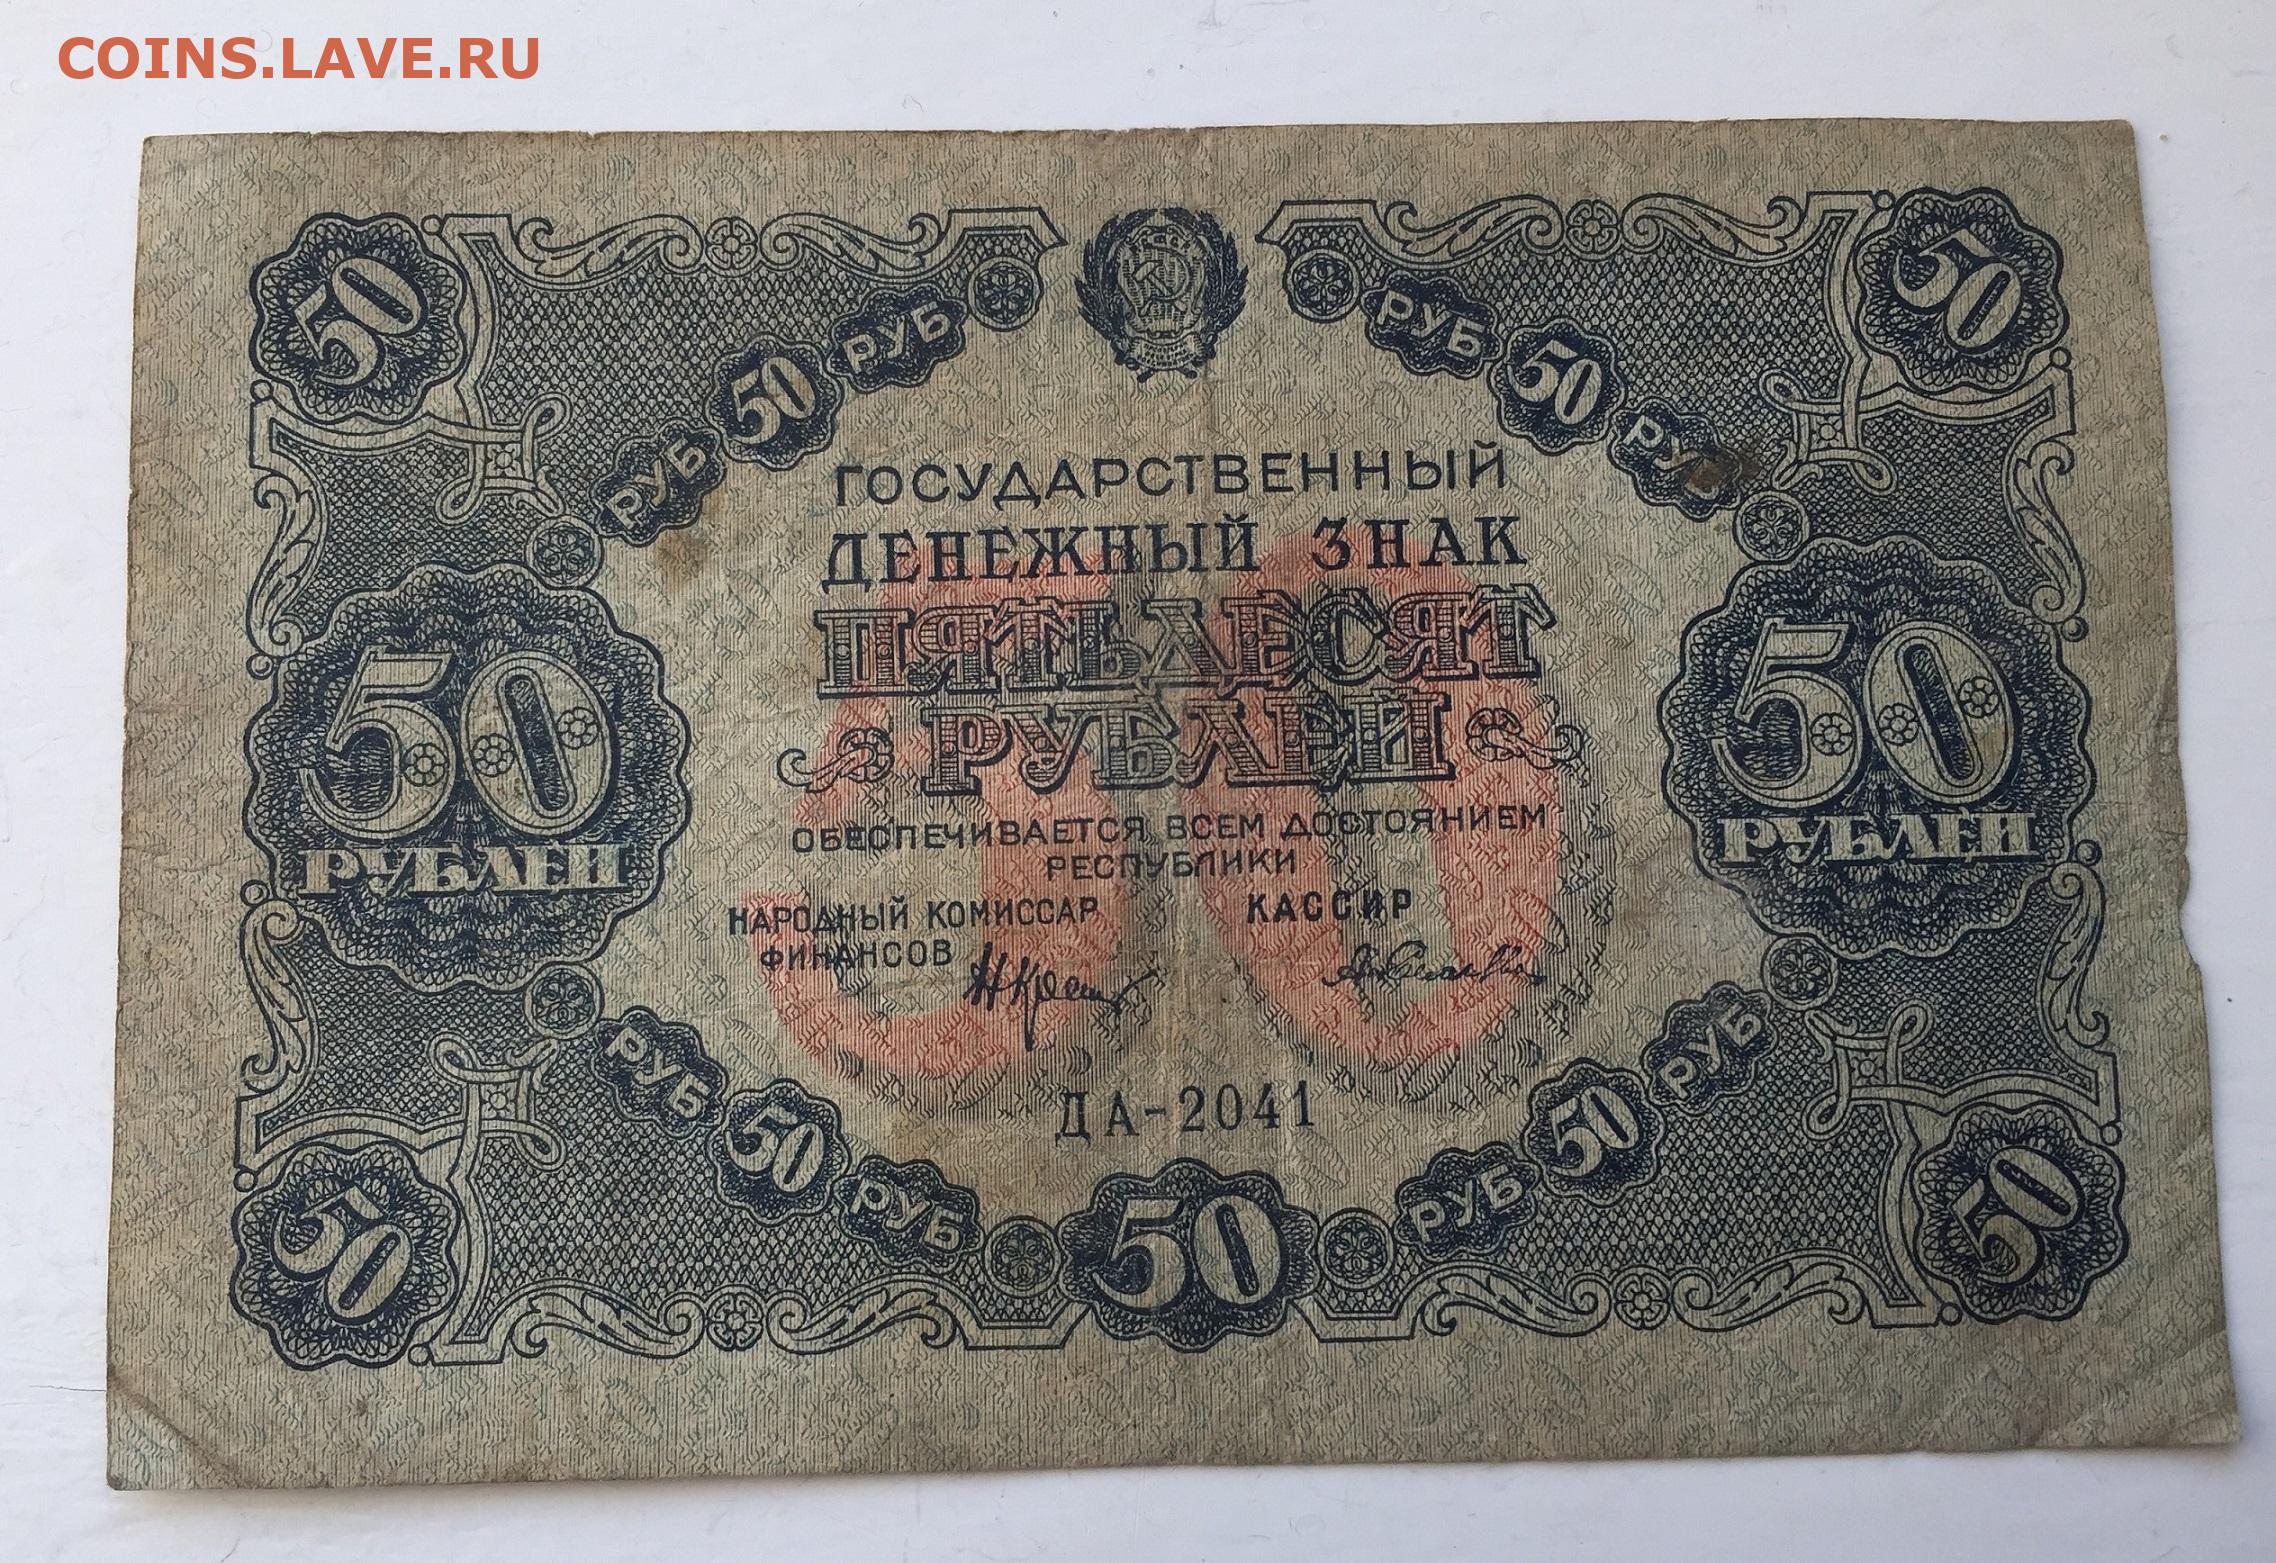 COINS.LAVE.RU
50
50
РУБ 50 РУБ
РУБ 50 РУБ
ГОСУДАРСТВЕННЫЙ
ДЕНЕЖНЫЙ ЗНАК
ПЯТЬДЕСЯТ
РУБЛЕЙ
50
РУБЛЕЙ
50
50
РУБЛЕЙ
ОБЕСПЕЧИВАЕТСЯ ВСЕМ ДОСТОЯНИЕМ
РЕСПУБЛИКИ
НАРОДНЫЙ КОМИССАР
ФИНАНСОВ
КАССИР
ДА-2041
РУБ 50 РУБ
РУБ 50 РУБ
50
50
50